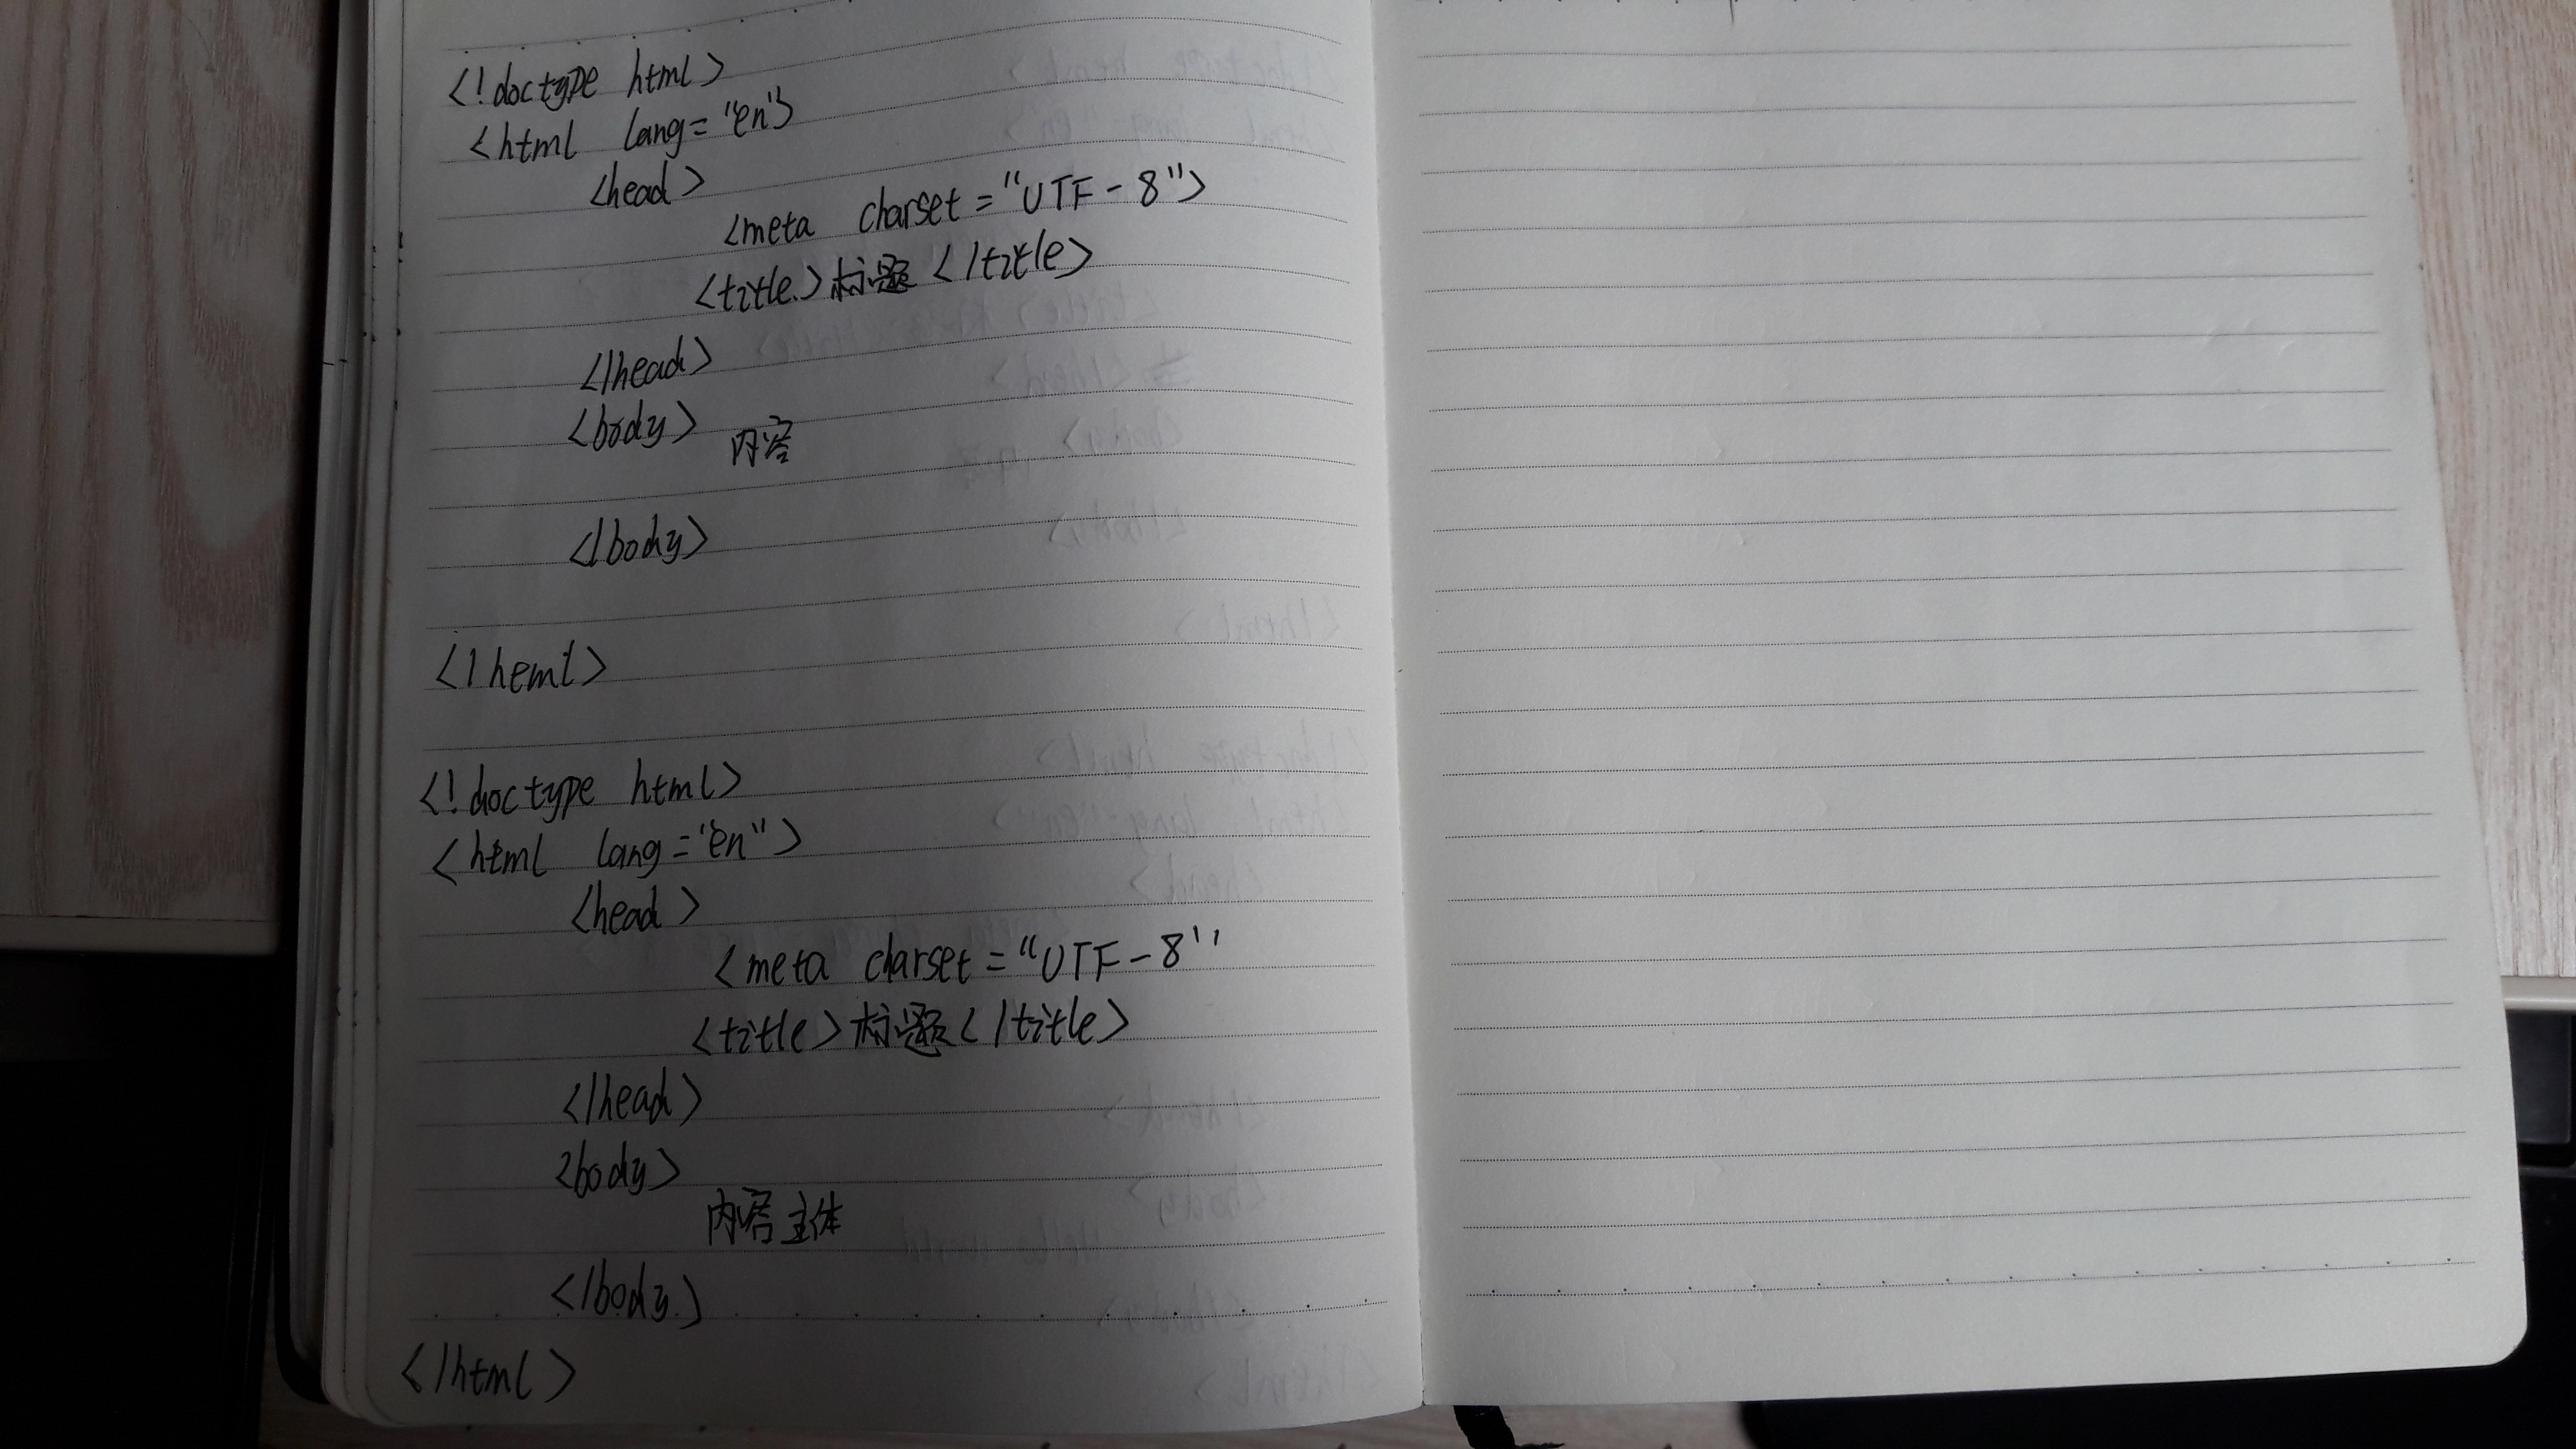 <!doctype html>
<html lang="en">
<head>
<meta charset="UTF-8">
<title>标题</title>
</head>
<body>
内容
</body>
</heml>
<!doctype html>
<html lang="en">
<head>
<meta charset="UTF-8"
<title>标题</title>
</head>
<body>
内容主体
</body>
</html>